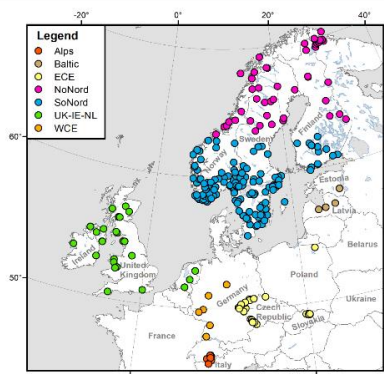 -20°
0°
20°
40°
Legend
Alps
Baltic
ECE
NoNord
SoNord
UK-IE-NL
WCE
60°
50°
Norway
Sweden
Finland
Estonia
Latvia
Belarus
Ireland
United
Kingdom
Poland
Germany
Czech
Republic
Ukraine
Slovakia
France
Italy